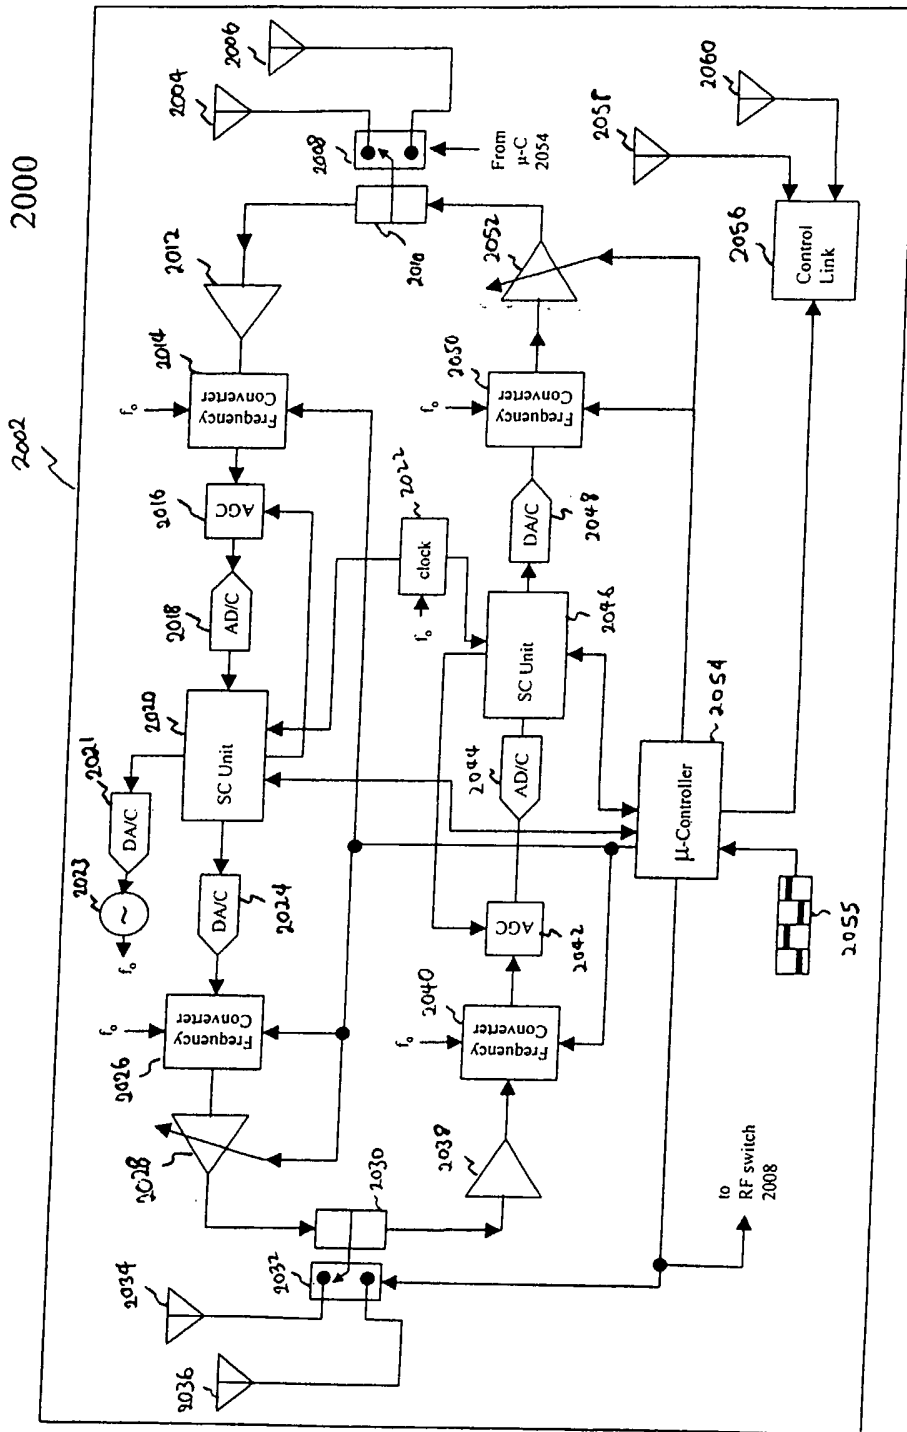 2000
2002
2006
2004
2008
From
μ-C
2054
2010
2012
2014
Frequency
Converter
f₀
2016
AGC
2018
AD/C
2020
SC Unit
2021
DA/C
2023
~
f₀
2022
clock
f₀
2024
DA/C
2026
Frequency
Converter
f₀
2028
2030
2032
2034
2036
2038
2040
Frequency
Converter
f₀
2042
AGC
2044
AD/C
2046
SC Unit
2048
DA/C
2050
Frequency
Converter
f₀
2052
2054
μ-Controller
2055
2056
Control
Link
2058
2060
to
RF switch
2008